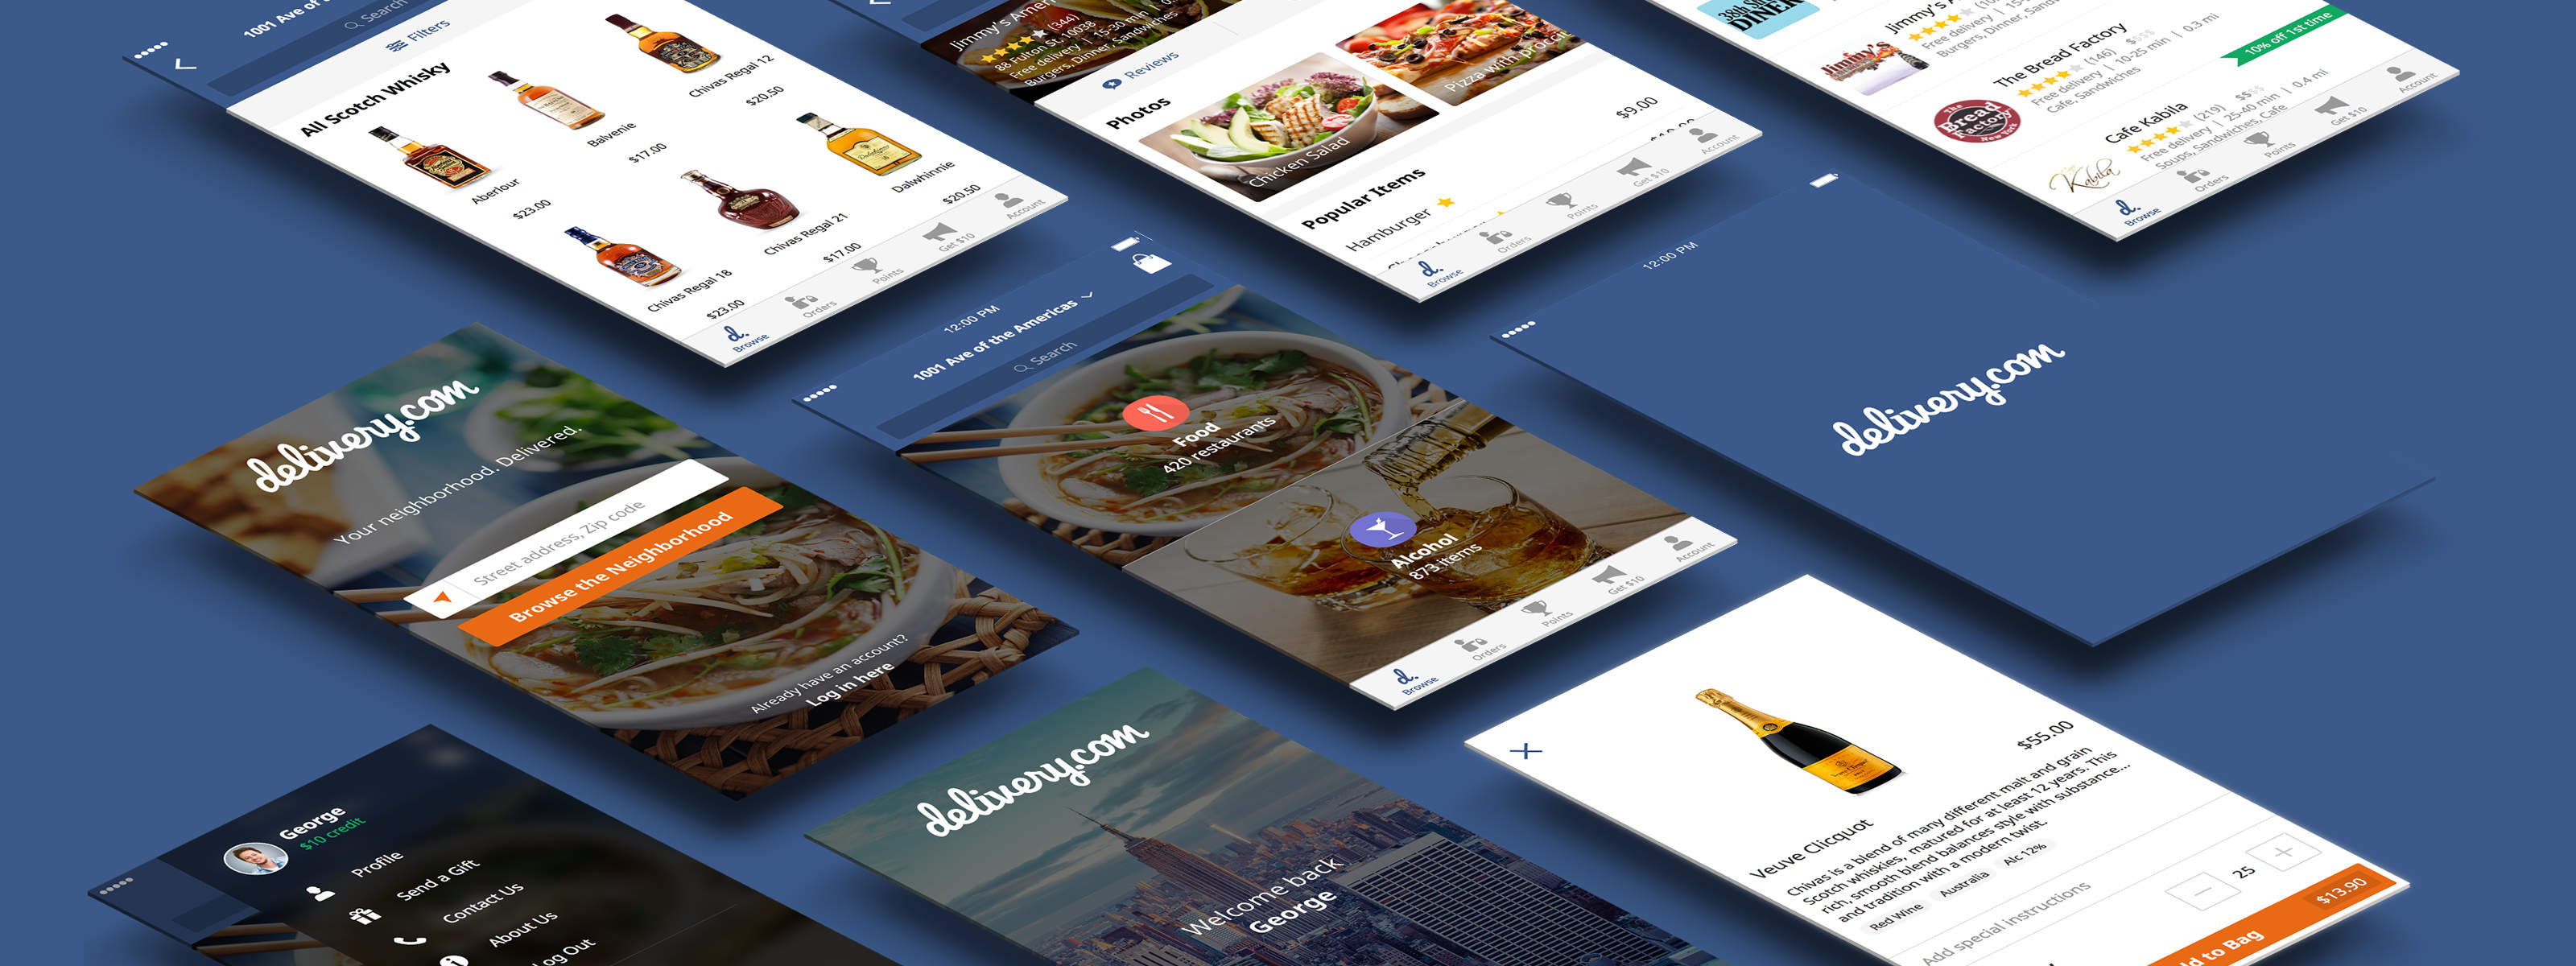 1001 Ave of
Search
Filters
All Scotch Whisky
Aberlour
$23.00
Balvenie
$17.00
Chivas Regal 12
$20.50
Chivas Regal 18
$23.00
Chivas Regal 21
$17.00
Dalwhinnie
$20.50
d.
Browse
Orders
Points
Get $10
Account
Jimmy's
(344)
88 Fulton St, 10038
Free delivery | 15-30 min
Burgers, Dinner, Sandwiches
Reviews
Photos
Chicken Salad
Pizza with
Popular Items
$9.00
Hamburger
d.
Browse
Orders
Points
Get $10
Account
38th St
DINER
Jimmy's
Jimmy's
Free delivery
Burgers, Dinner,
The Bread Factory
(146) $$$$
Free delivery | 10-25 min | 0.3 mi
Cafe, Sandwiches
The
Bread
Factory
New York
10% off 1st time
Cafe Kabila
(219) $$$$
Free delivery | 25-40 min | 0.4 mi
Soups, Sandwiches, Cafe
Kabila
d.
Browse
Orders
Points
Get $10
Account
delivery.com
Your neighborhood. Delivered.
Street address, Zip code
Browse the Neighborhood
Already have an account?
Log in here
12:00 PM
1001 Ave of the Americas
Search
Food
420 restaurants
Alcohol
873 items
d.
Browse
Orders
Points
Get $10
Account
12:00 PM
delivery.com
George
$10 credit
Profile
Send a Gift
Contact Us
About Us
Log Out
delivery.com
Welcome back
George
$55.00
Veuve Clicquot
Chivas is a blend of many different malt and grain
Scotch whiskies, matured for at least 12 years. This
rich, smooth blend balances style with substance...
and tradition with a modern twist.
Red Wine
Australia
Alc 12%
Add special instructions
25
to Bag
$13.90